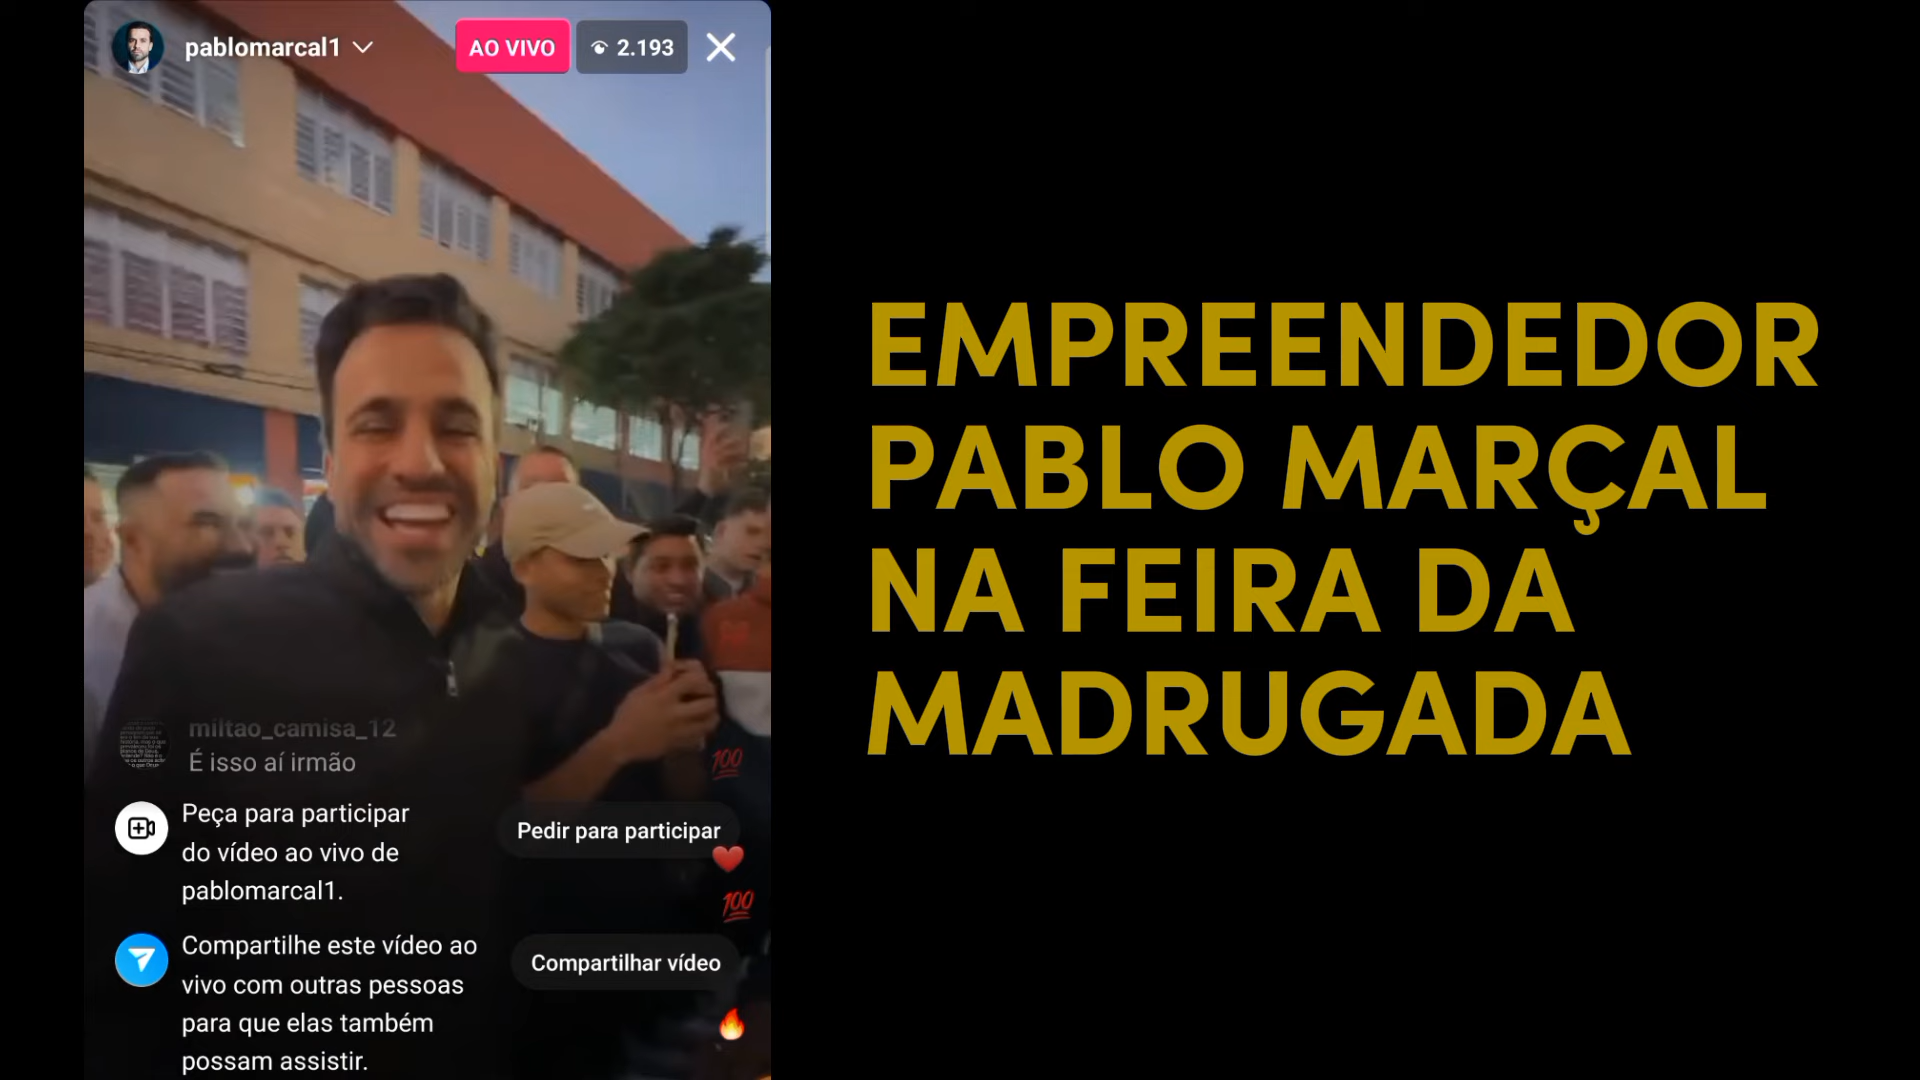 pablomarcal1
AO VIVO
2.193
miltao_camisa_12
É isso aí irmão
Peça para participar
do vídeo ao vivo de
pablomarcal1.
Pedir para participar
100
100
Compartilhe este vídeo ao
vivo com outras pessoas
para que elas também
possam assistir.
Compartilhar vídeo
EMPREENDEDOR
PABLO MARÇAL
NA FEIRA DA
MADRUGADA